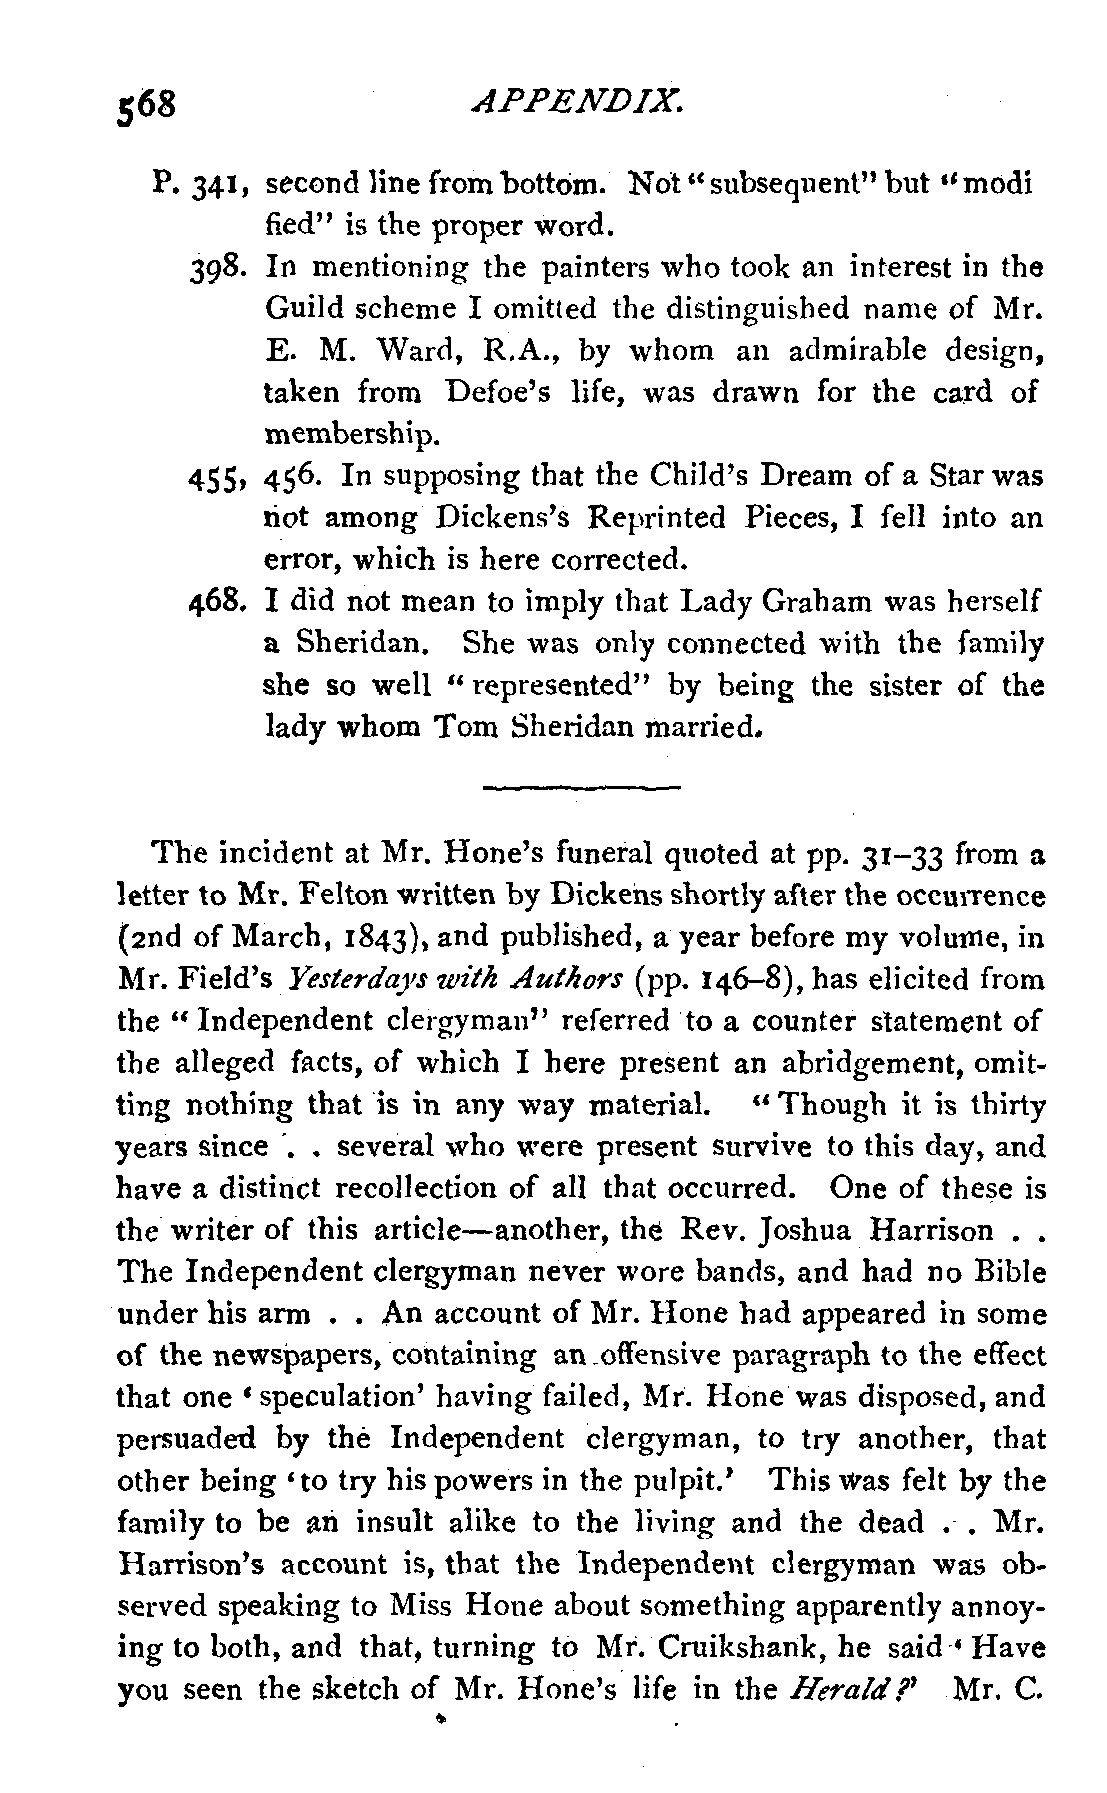 568 APPENDIX.
P. 341, second line from bottom. Not "subsequent" but "modi
fied" is the proper word.
398. In mentioning the painters who took an interest in the
Guild scheme I omitted the distinguished name of Mr.
E. M. Ward, R.A., by whom an admirable design,
taken from Defoe's life, was drawn for the card of
membership.
455, 456. In supposing that the Child's Dream of a Star was
not among Dickens's Reprinted Pieces, I fell into an
error, which is here corrected.
468. I did not mean to imply that Lady Graham was herself
a Sheridan. She was only connected with the family
she so well "represented" by being the sister of the
lady whom Tom Sheridan married.
The incident at Mr. Hone's funeral quoted at pp. 31–33 from a
letter to Mr. Felton written by Dickens shortly after the occurrence
(2nd of March, 1843), and published, a year before my volume, in
Mr. Field's Yesterdays with Authors (pp. 146–8), has elicited from
the "Independent clergyman" referred to a counter statement of
the alleged facts, of which I here present an abridgement, omit-
ting nothing that is in any way material. "Though it is thirty
years since . . several who were present survive to this day, and
have a distinct recollection of all that occurred. One of these is
the writer of this article—another, the Rev. Joshua Harrison . .
The Independent clergyman never wore bands, and had no Bible
under his arm . . An account of Mr. Hone had appeared in some
of the newspapers, containing an offensive paragraph to the effect
that one 'speculation' having failed, Mr. Hone was disposed, and
persuaded by the Independent clergyman, to try another, that
other being 'to try his powers in the pulpit.' This was felt by the
family to be an insult alike to the living and the dead . . Mr.
Harrison's account is, that the Independent clergyman was ob-
served speaking to Miss Hone about something apparently annoy-
ing to both, and that, turning to Mr. Cruikshank, he said 'Have
you seen the sketch of Mr. Hone's life in the Herald?' Mr. C.